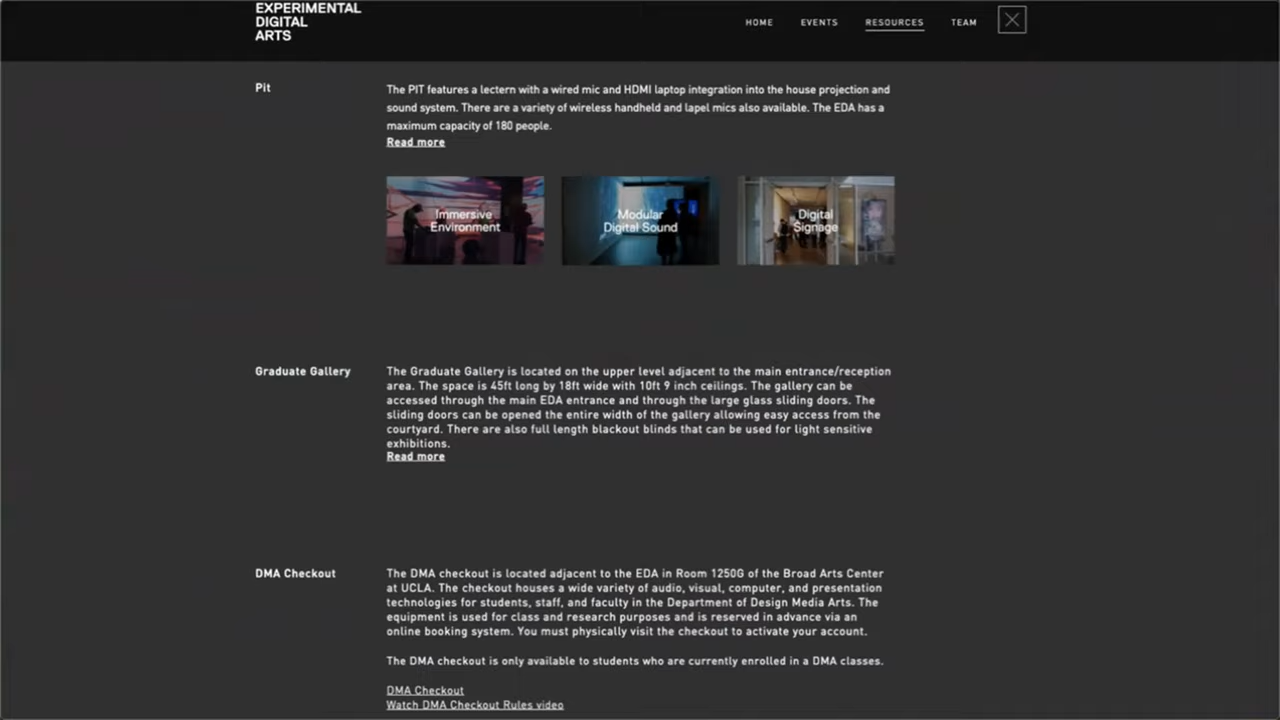 EXPERIMENTAL
DIGITAL
ARTS
HOME EVENTS RESOURCES TEAM
Pit
The PIT features a lectern with a wired mic and HDMI laptop integration into the house projection and
sound system. There are a variety of wireless handheld and lapel mics also available. The EDA has a
maximum capacity of 180 people.
Read more
Immersive
Environment
Modular
Digital Sound
Digital
Signage
Graduate Gallery
The Graduate Gallery is located on the upper level adjacent to the main entrance/reception
area. The space is 45ft long by 18ft wide with 10ft 9 inch ceilings. The gallery can be
accessed through the main EDA entrance and through the large glass sliding doors. The
sliding doors can be opened the entire width of the gallery allowing easy access from the
courtyard. There are also full length blackout blinds that can be used for light sensitive
exhibitions.
Read more
DMA Checkout
The DMA checkout is located adjacent to the EDA in Room 1250G of the Broad Arts Center
at UCLA. The checkout houses a wide variety of audio, visual, computer, and presentation
technologies for students, staff, and faculty in the Department of Design Media Arts. The
equipment is used for class and research purposes and is reserved in advance via an
online booking system. You must physically visit the checkout to activate your account.
The DMA checkout is only available to students who are currently enrolled in a DMA classes.
DMA Checkout
Watch DMA Checkout Rules video